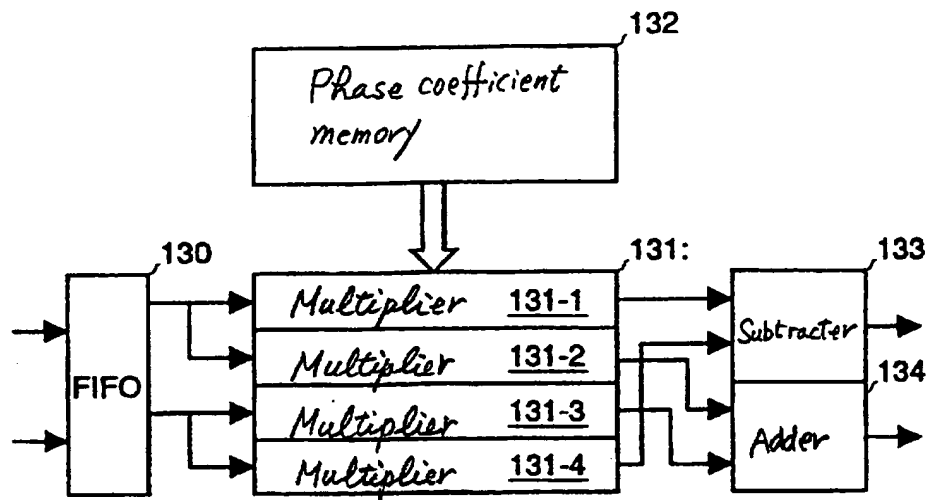 132
Phase coefficient
memory
130
131:
133
FIFO
Multiplier 131-1
Multiplier 131-2
Multiplier 131-3
Multiplier 131-4
Subtracter
134
Adder